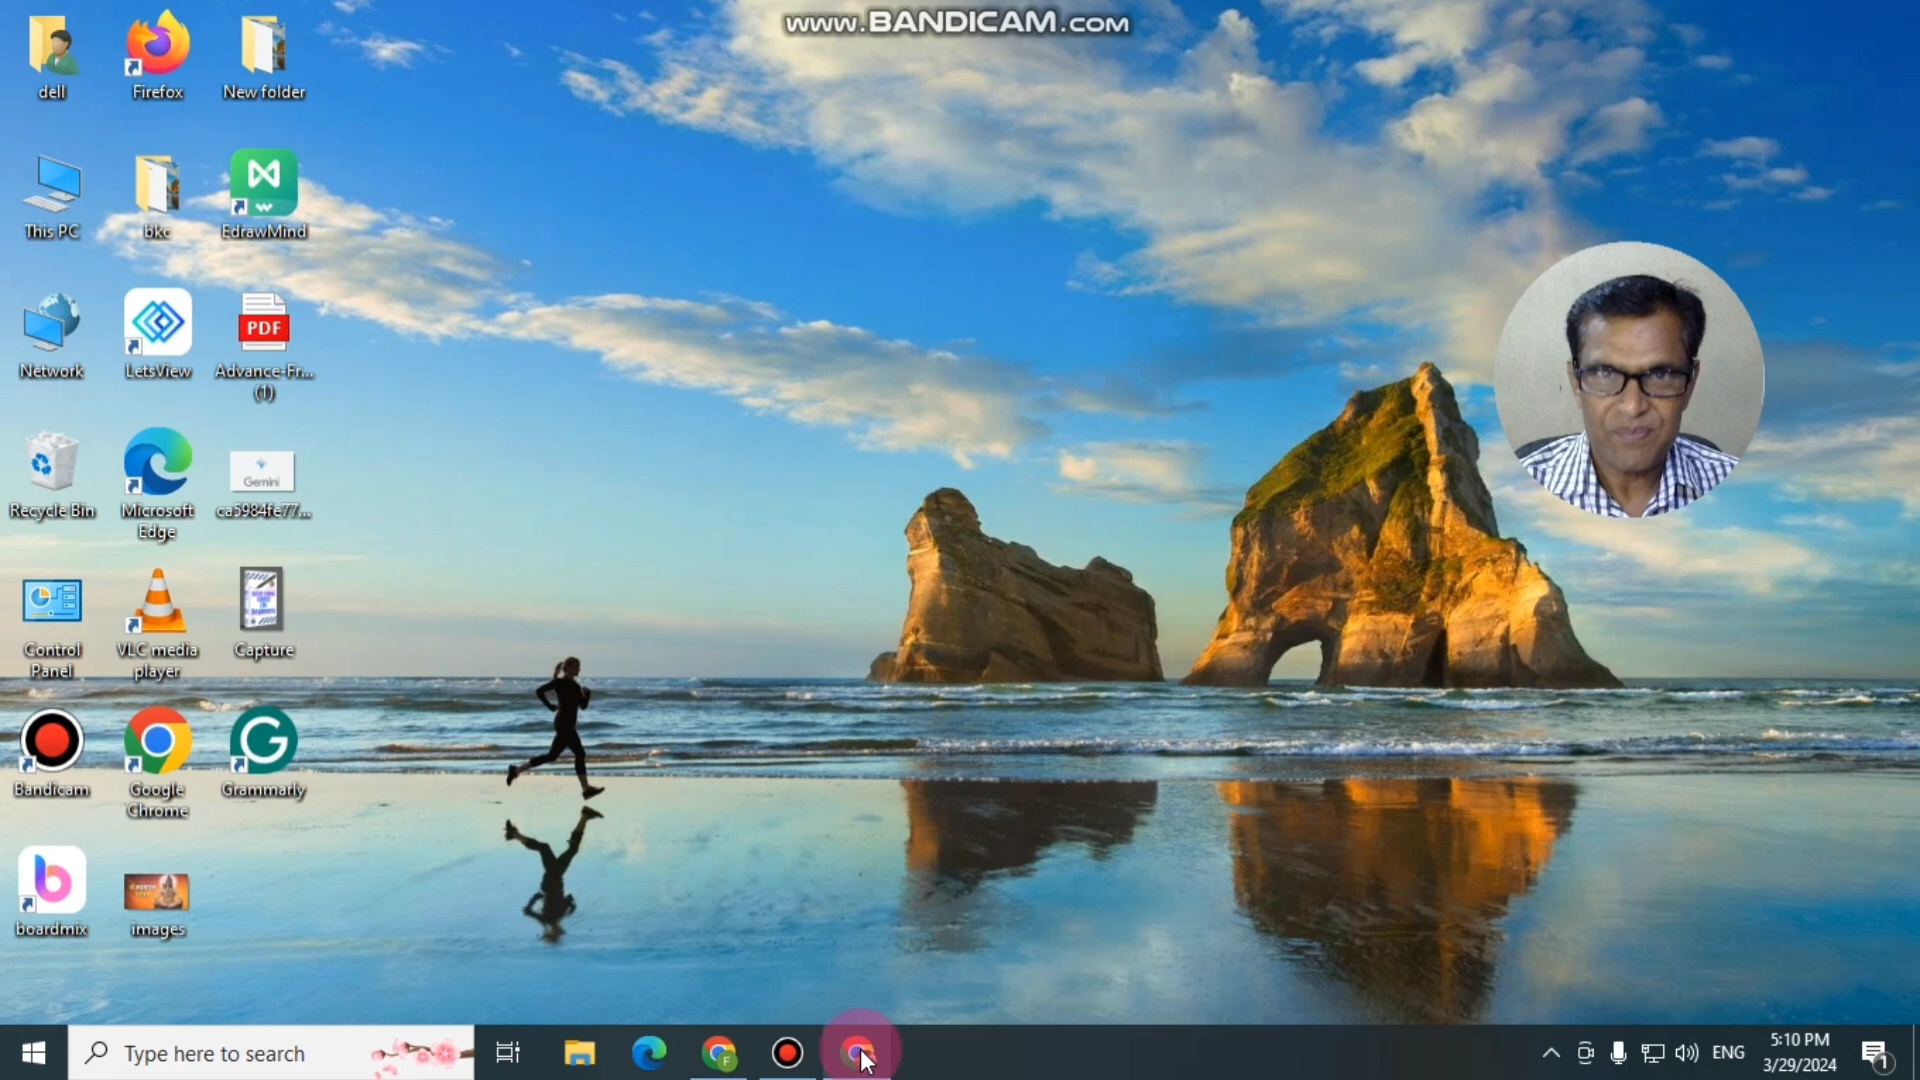 www.BANDICAM.com
dell
Firefox
New folder
This PC
bkc
EdrawMind
Network
LetsView
PDF
Advance-Fr...
(1)
Recycle Bin
Microsoft
Edge
Gemini
ca5984fe77...
Control
Panel
VLC media
player
Capture
Bandicam
Google
Chrome
Grammarly
boardmix
images
Type here to search
ENG
5:10 PM
3/29/2024
1